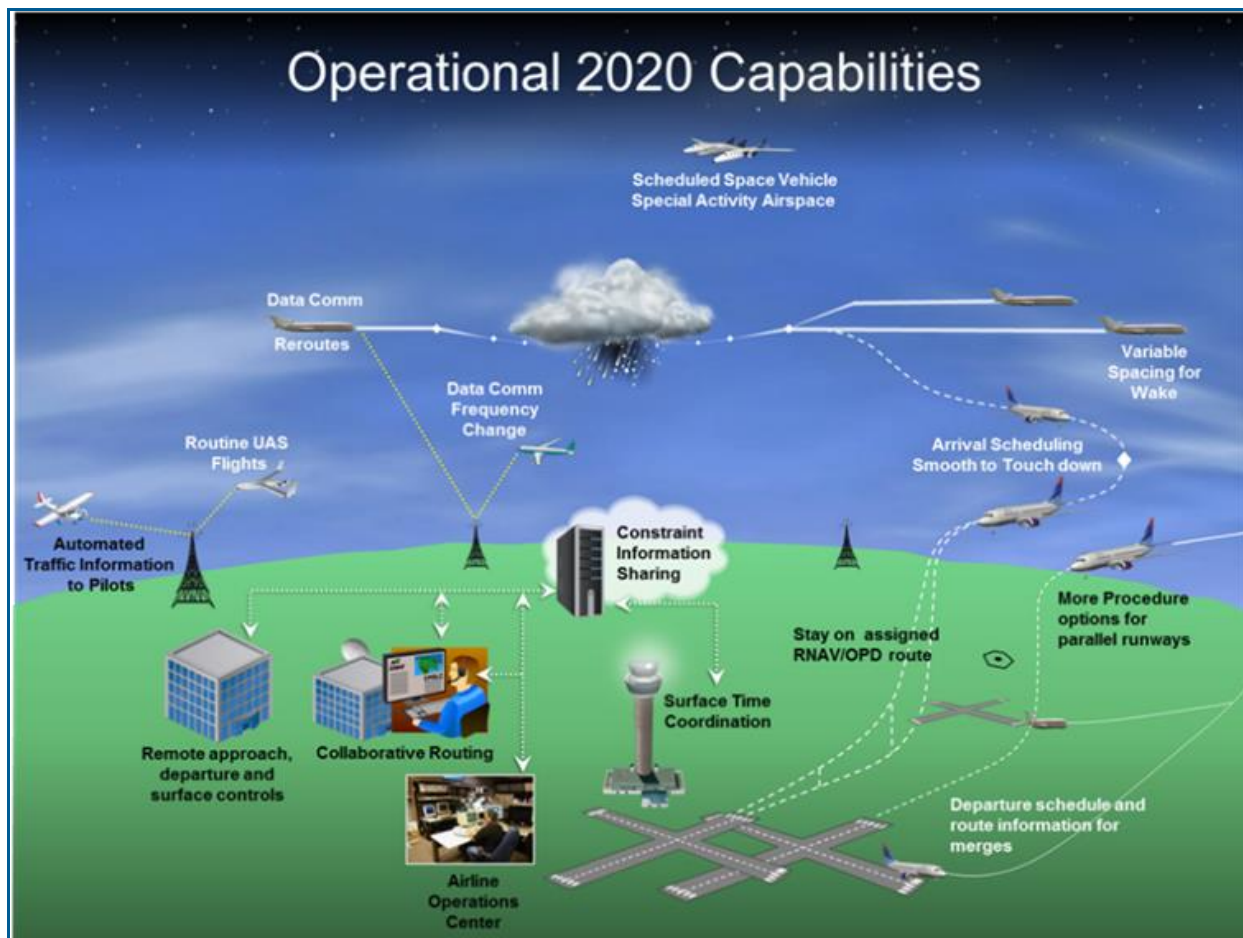 Operational 2020 Capabilities
Scheduled Space Vehicle
Special Activity Airspace
Data Comm
Reroutes
Variable
Spacing for
Wake
Data Comm
Frequency
Change
Routine UAS
Flights
Arrival Scheduling
Smooth to Touch down
Automated
Traffic Information
to Pilots
Constraint
Information
Sharing
More Procedure
options for
parallel runways
Stay on assigned
RNAV/OPD route
Surface Time
Coordination
Remote approach,
departure and
surface controls
Collaborative Routing
Departure schedule and
route information for
merges
Airline
Operations
Center